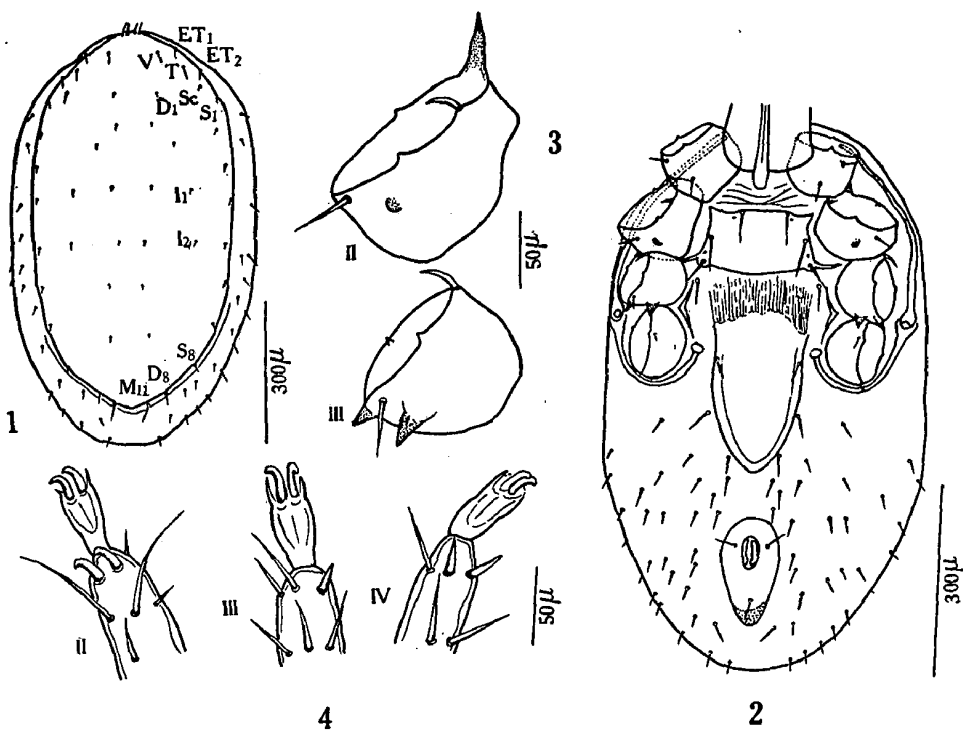 ET1
ET2
V T
D1 Sc S1
I1
I2
S8
D8
M11
300μ
1
3
II
50μ
III
II
III
IV
50μ
4
300μ
2